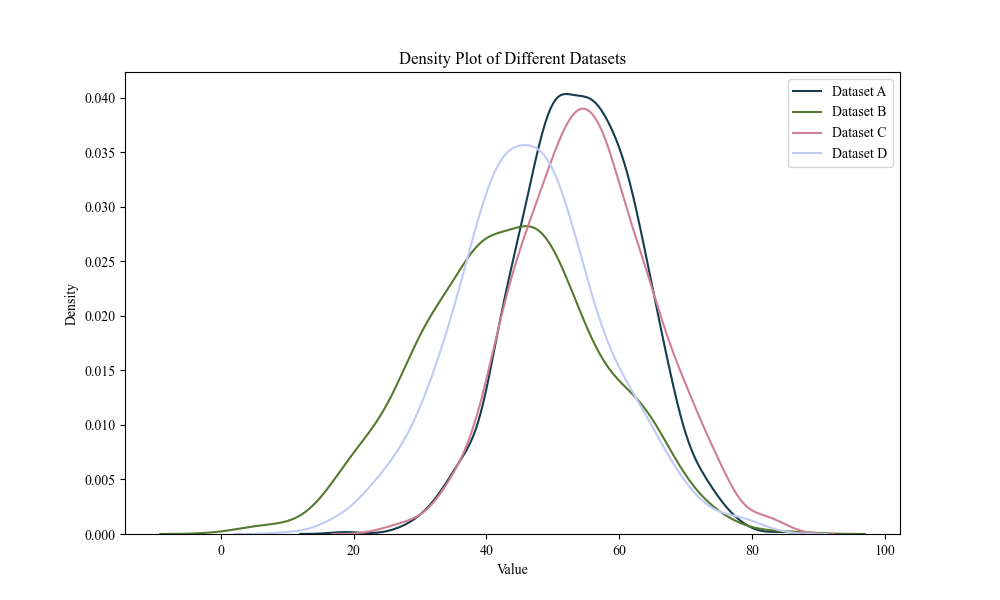 Density Plot of Different Datasets
Dataset A
Dataset B
Dataset C
Dataset D
0.040
0.035
0.030
0.025
0.020
0.015
0.010
0.005
0.000
Density
0 20 40 60 80 100
Value